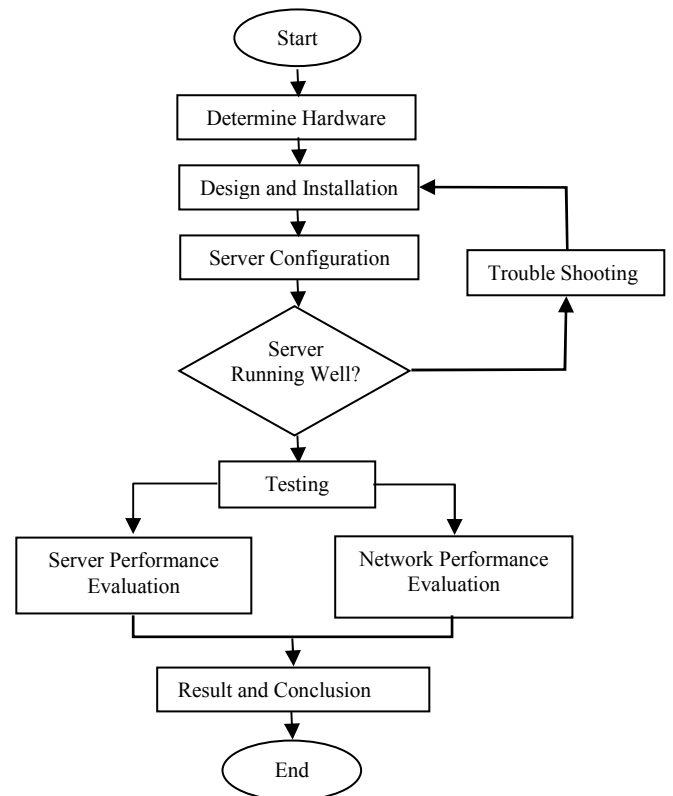 Start
Determine Hardware
Design and Installation
Server Configuration
Trouble Shooting
Server
Running Well?
Testing
Server Performance
Evaluation
Network Performance
Evaluation
Result and Conclusion
End